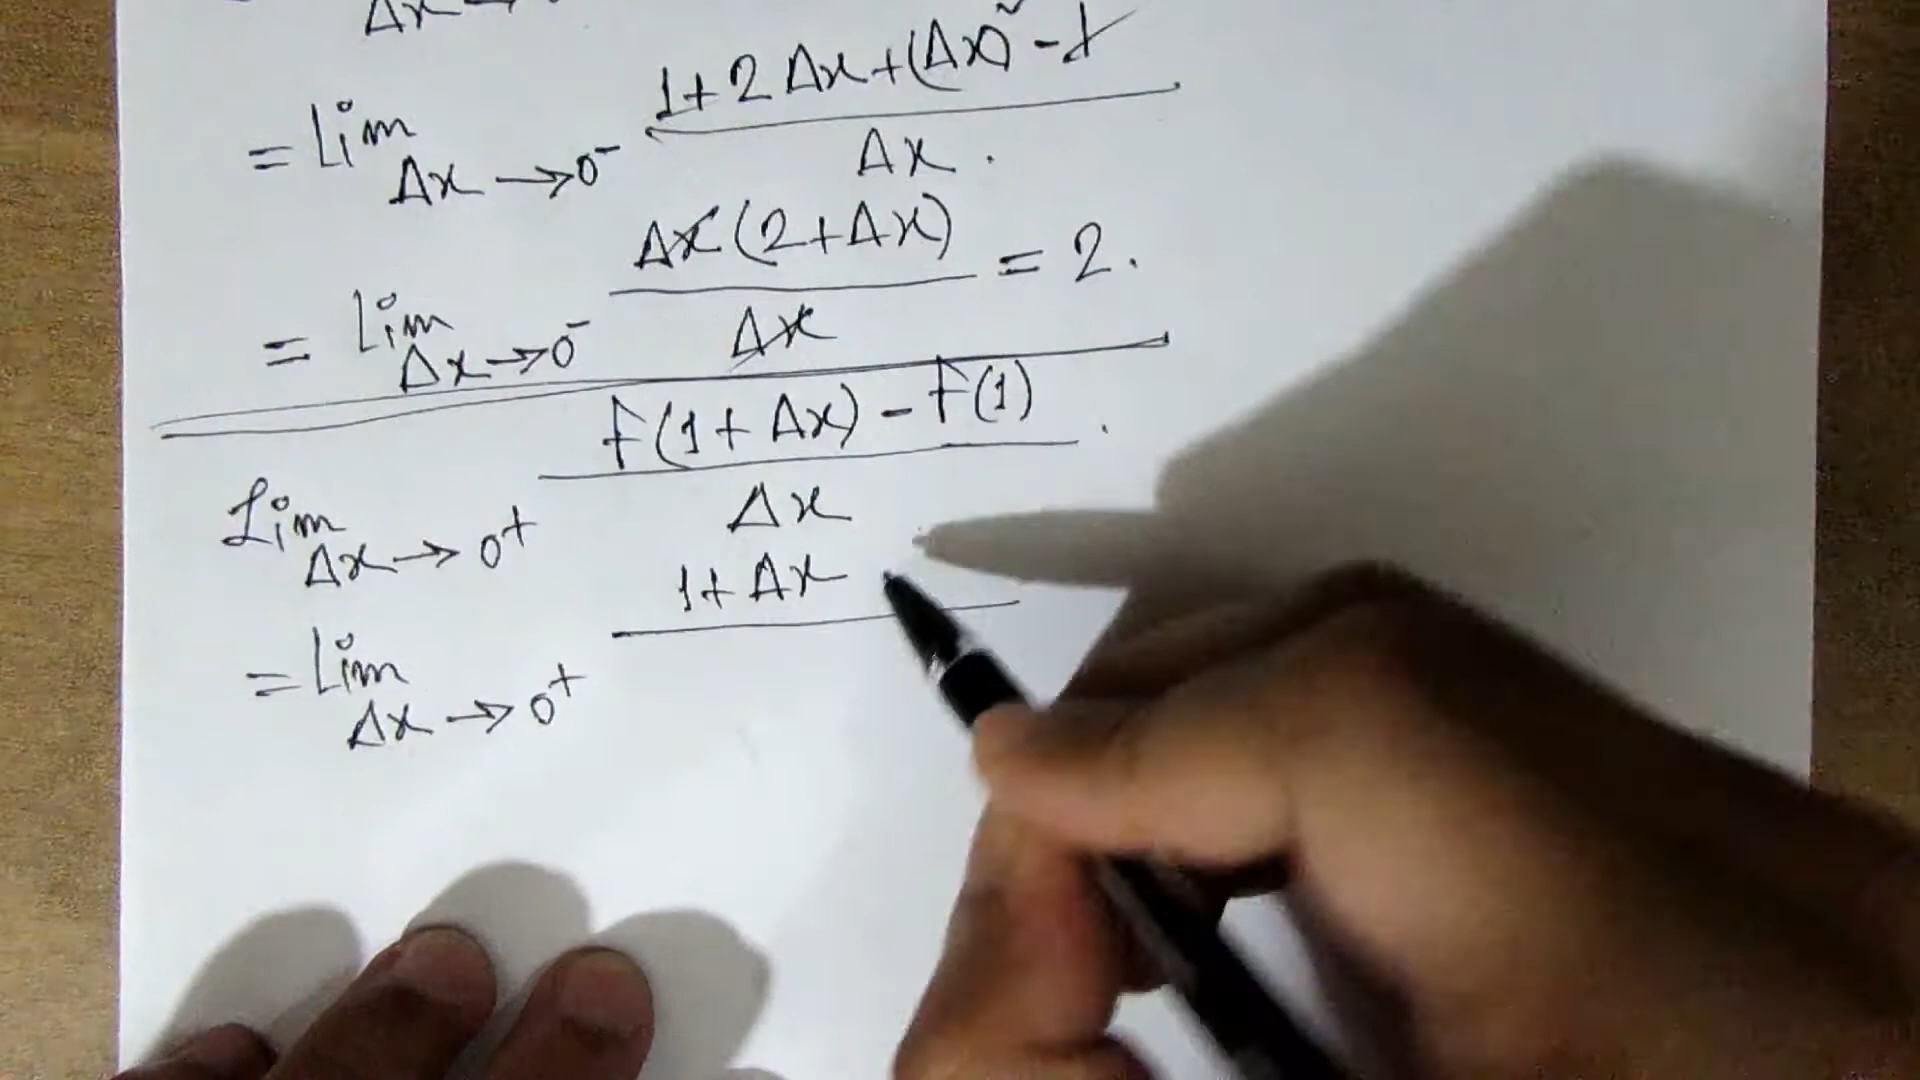 Δx→
= Lim Δx→0⁻ (1+2Δx+(Δx)²-1)/Δx.
= Lim Δx→0⁻ Δx(2+Δx)/Δx = 2.
Lim Δx→0⁺ (f(1+Δx)-f(1))/Δx.
= Lim Δx→0⁺ 1+Δx